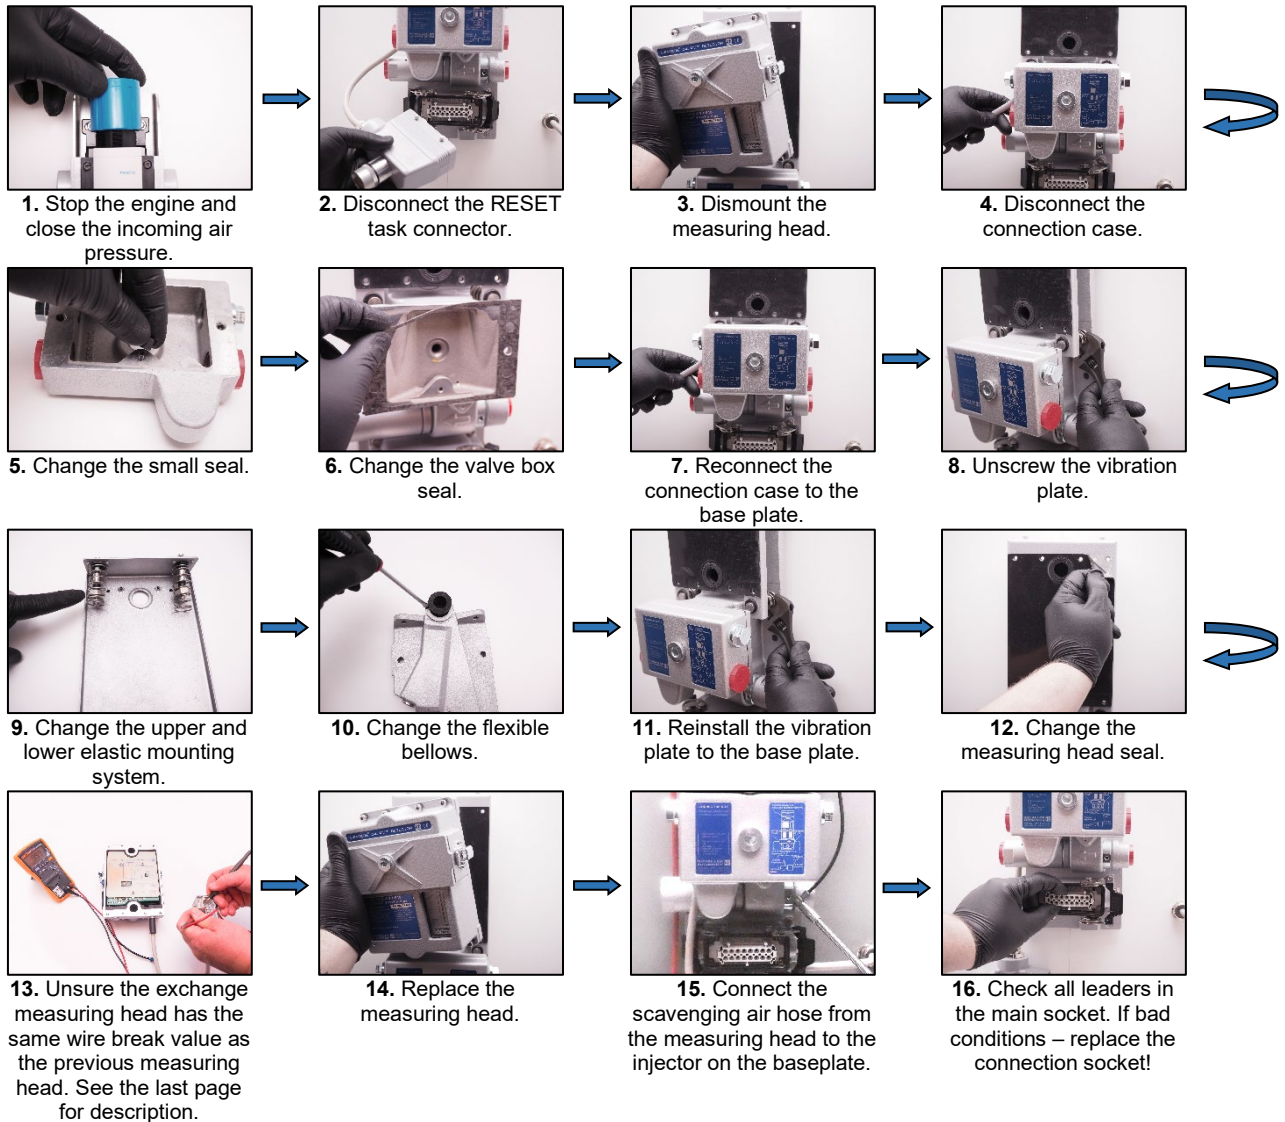 1. Stop the engine and
close the incoming air
pressure.
2. Disconnect the RESET
task connector.
3. Dismount the
measuring head.
4. Disconnect the
connection case.
5. Change the small seal.
6. Change the valve box
seal.
7. Reconnect the
connection case to the
base plate.
8. Unscrew the vibration
plate.
9. Change the upper and
lower elastic mounting
system.
10. Change the flexible
bellows.
11. Reinstall the vibration
plate to the base plate.
12. Change the
measuring head seal.
13. Unsure the exchange
measuring head has the
same wire break value as
the previous measuring
head. See the last page
for description.
14. Replace the
measuring head.
15. Connect the
scavenging air hose from
the measuring head to the
injector on the baseplate.
16. Check all leaders in
the main socket. If bad
conditions – replace the
connection socket!